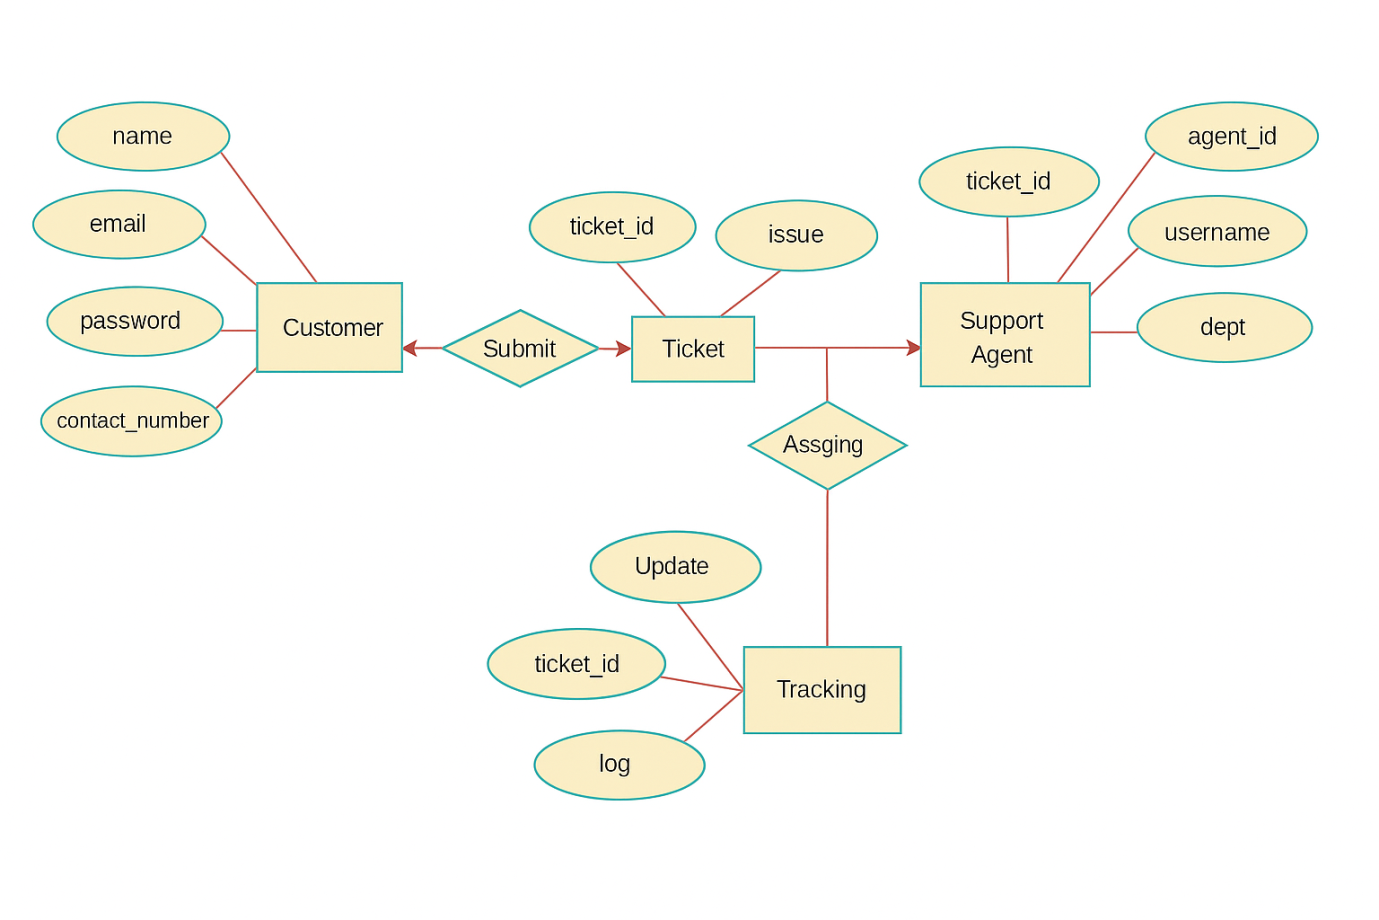 name
email
password
contact_number
Customer
Submit
ticket_id
issue
Ticket
ticket_id
agent_id
username
dept
Support
Agent
Assging
Update
ticket_id
log
Tracking